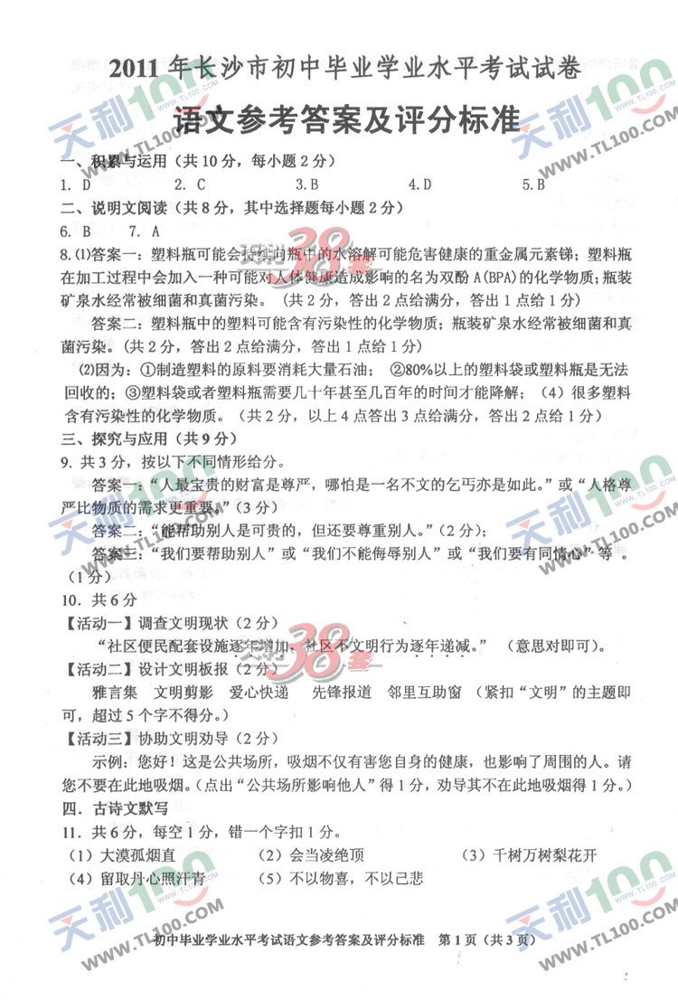 2011年长沙市初中毕业学业水平考试试卷
语文参考答案及评分标准
一、积累与运用（共10分，每小题2分）
1. D 2. C 3.B 4.D 5.B
二、说明文阅读（共8分，其中选择题每小题2分）
6. B 7. A
8.⑴答案一：塑料瓶可能会持续向瓶中的水溶解可能危害健康的重金属元素锑；塑料瓶
在加工过程中会加入一种可能对人体健康造成影响的名为双酚A(BPA)的化学物质；瓶装
矿泉水经常被细菌和真菌污染。（共2分，答出2点给满分，答出1点给1分）
答案二：塑料瓶中的塑料可能含有污染性的化学物质；瓶装矿泉水经常被细菌和真
菌污染。（共2分，答出2点给满分，答出1点给1分）
⑵因为：①制造塑料的原料要消耗大量石油； ②80%以上的塑料袋或塑料瓶是无法
回收的；③塑料袋或者塑料瓶需要几十年甚至几百年的时间才能降解；（4）很多塑料
含有污染性的化学物质。（共2分，以上4点答出3点给满分，答出2点给1分）
三、探究与应用（共9分）
9. 共3分，按以下不同情形给分。
答案一：“人最宝贵的财富是尊严，哪怕是一名不文的乞丐亦是如此。”或“人格尊
严比物质的需求更重要。”（3分）
答案二：“能帮助别人是可贵的，但还要尊重别人。”（2分）；
答案三：“我们要帮助别人”或“我们不能侮辱别人”或“我们要有同情心”等 。
（1分）
10. 共6分
【活动一】调查文明现状（2分）
“社区便民配套设施逐年增加，社区不文明行为逐年递减。” （意思对即可）。
【活动二】设计文明板报（2分）
雅言集 文明剪影 爱心快递 先锋报道 邻里互助窗 （紧扣“文明”的主题即
可，超过5个字不得分。）
【活动三】协助文明劝导（2分）
示例：您好！这是公共场所，吸烟不仅有害您自身的健康，也影响了周围的人。请
您不要在此地吸烟。（点出“公共场所影响他人”得1分，劝导其不在此地吸烟得1分。）
四．古诗文默写
11. 共6分，每空1分，错一个字扣1分。
（1）大漠孤烟直 （2）会当凌绝顶 （3）千树万树梨花开
（4）留取丹心照汗青 （5）不以物喜，不以己悲
初中毕业学业水平考试语文参考答案及评分标准 第1页（共3页）
天利100
www.TL100.com
天利38套